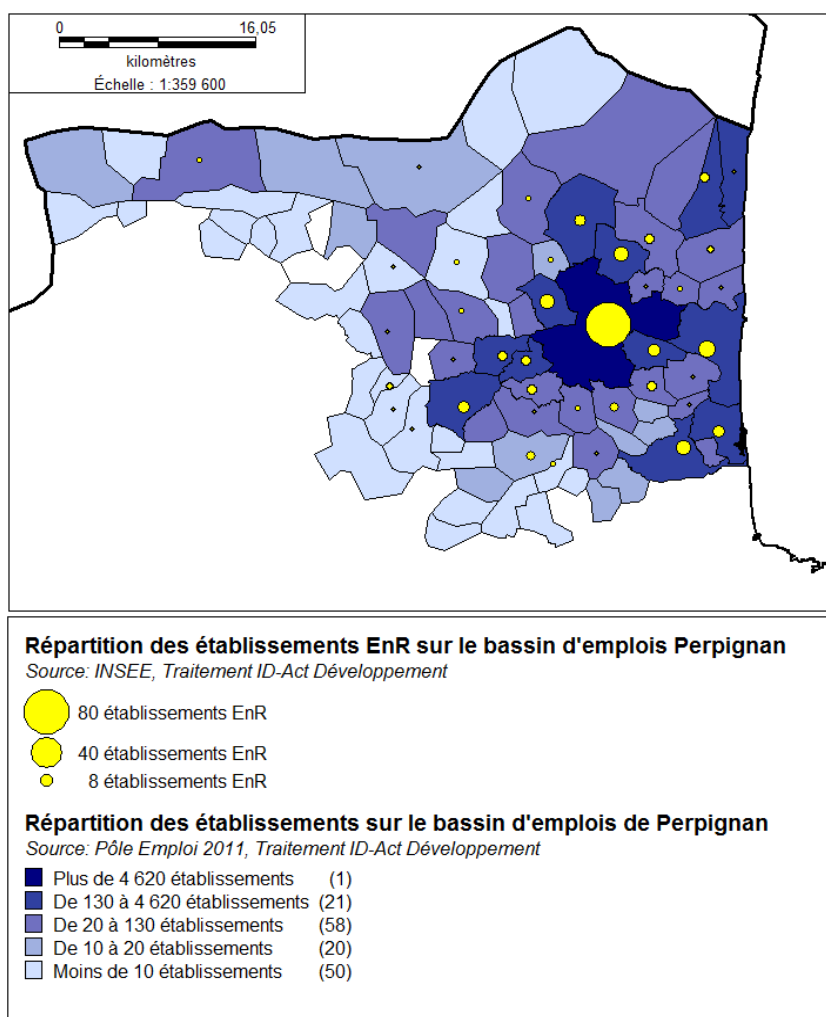 0 16,05
kilomètres
Échelle : 1:359 600
Répartition des établissements EnR sur le bassin d'emplois Perpignan
Source: INSEE, Traitement ID-Act Développement
80 établissements EnR
40 établissements EnR
8 établissements EnR
Répartition des établissements sur le bassin d'emplois de Perpignan
Source: Pôle Emploi 2011, Traitement ID-Act Développement
Plus de 4 620 établissements (1)
De 130 à 4 620 établissements (21)
De 20 à 130 établissements (58)
De 10 à 20 établissements (20)
Moins de 10 établissements (50)